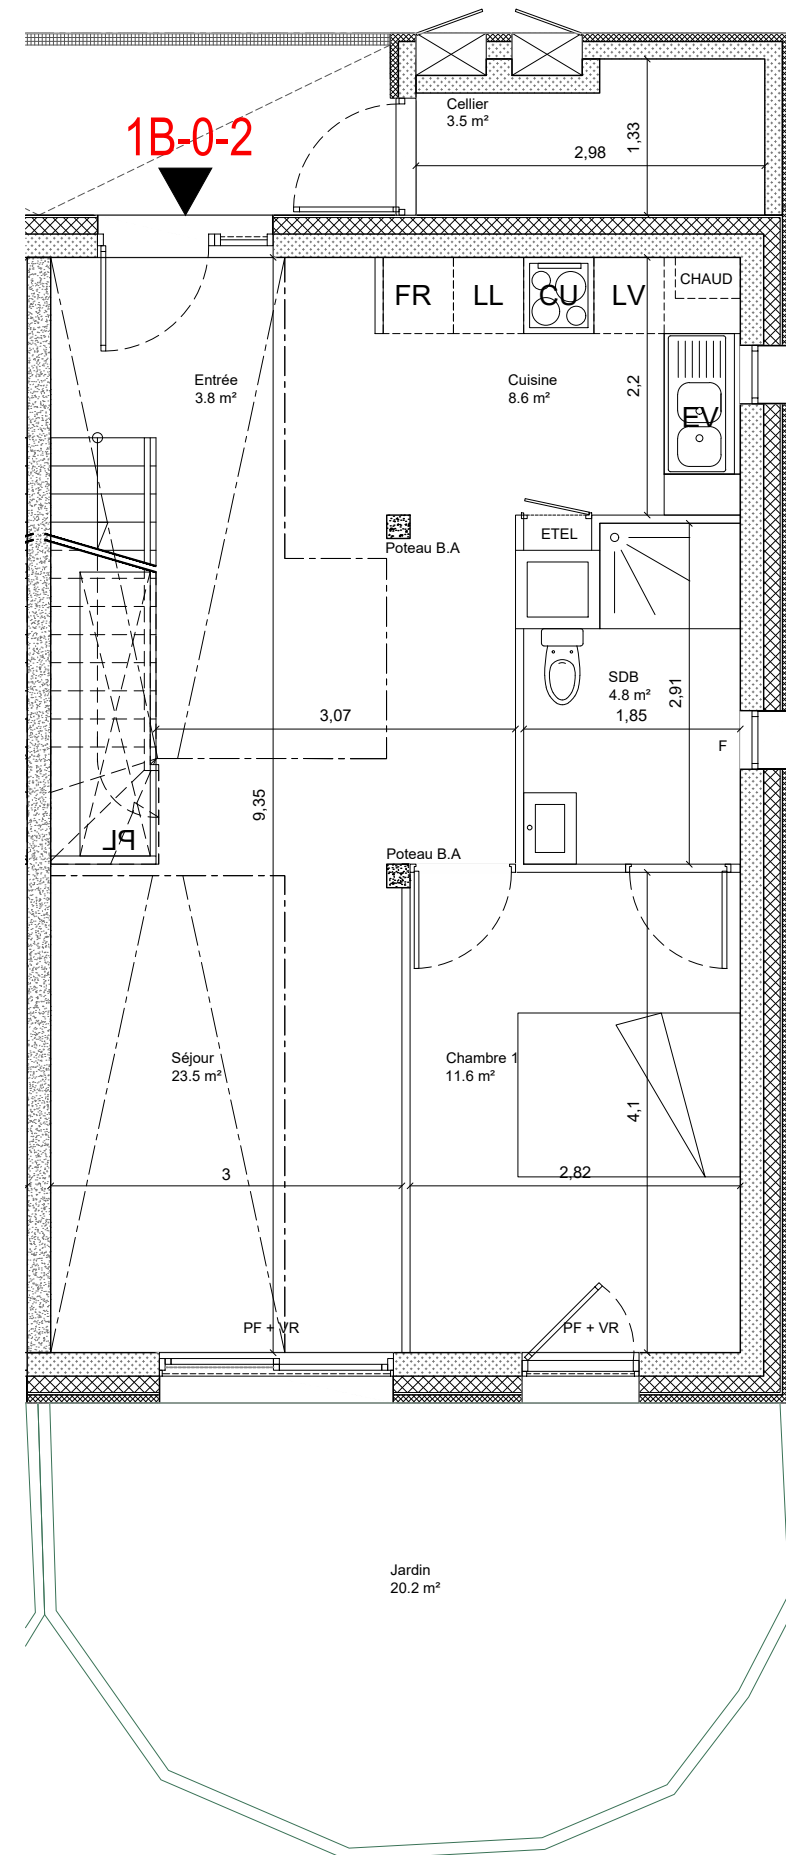 Cellier
3.5 m²
1,33
2,98
1B-0-2
FR
LL
CU
LV
CHAUD
Entrée
3.8 m²
Cuisine
8.6 m²
2,2
EV
ETEL
Poteau B.A
SDB
4.8 m²
2,91
3,07
1,85
F
9,35
PL
Poteau B.A
Séjour
23.5 m²
Chambre 1
11.6 m²
4,1
3
2,82
PF + VR
PF + VR
Jardin
20.2 m²